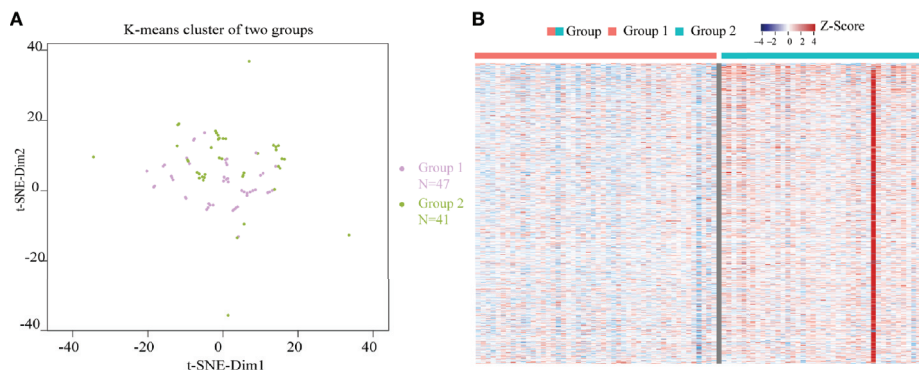 A
K-means cluster of two groups
40
20
0
-20
-40
t-SNE-Dim2
-40
-20
0
20
40
t-SNE-Dim1
Group 1
N=47
Group 2
N=41
B
Group
Group 1
Group 2
-4
-2
0
2
4
Z-Score